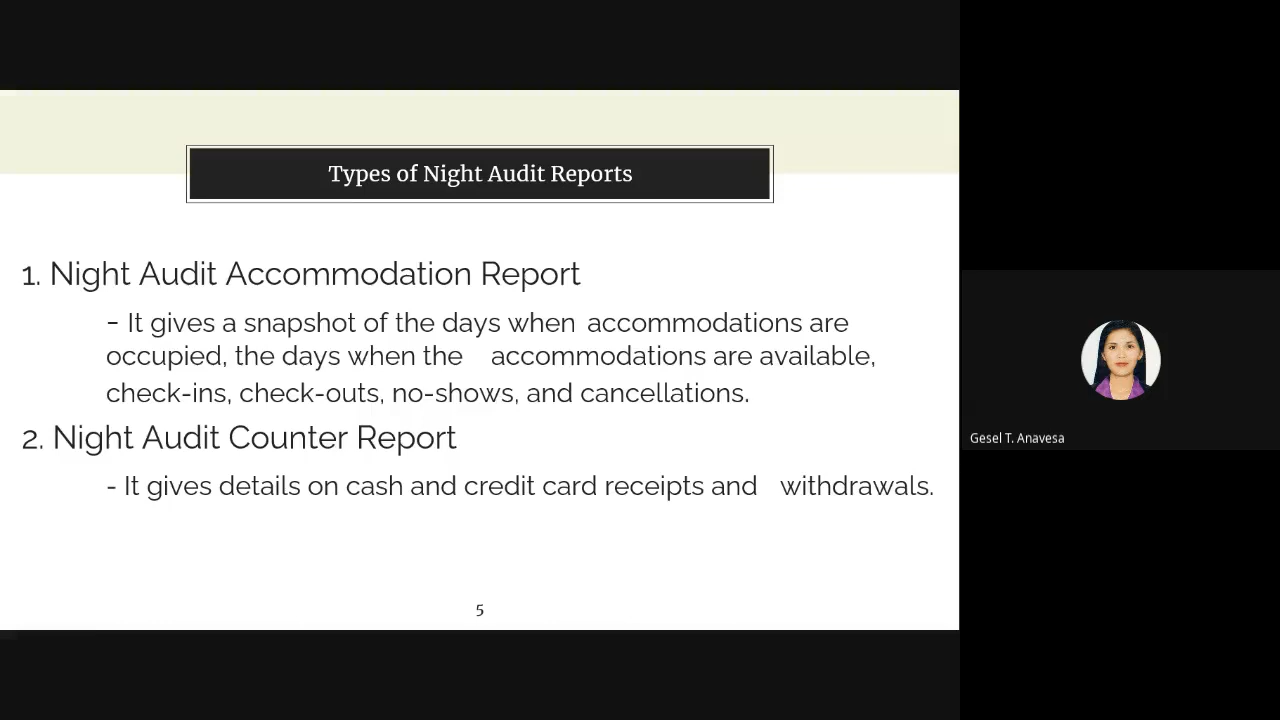 Types of Night Audit Reports
1. Night Audit Accommodation Report
- It gives a snapshot of the days when accommodations are
occupied, the days when the accommodations are available,
check-ins, check-outs, no-shows, and cancellations.
2. Night Audit Counter Report
- It gives details on cash and credit card receipts and withdrawals.
5
Gesel T. Anavesa